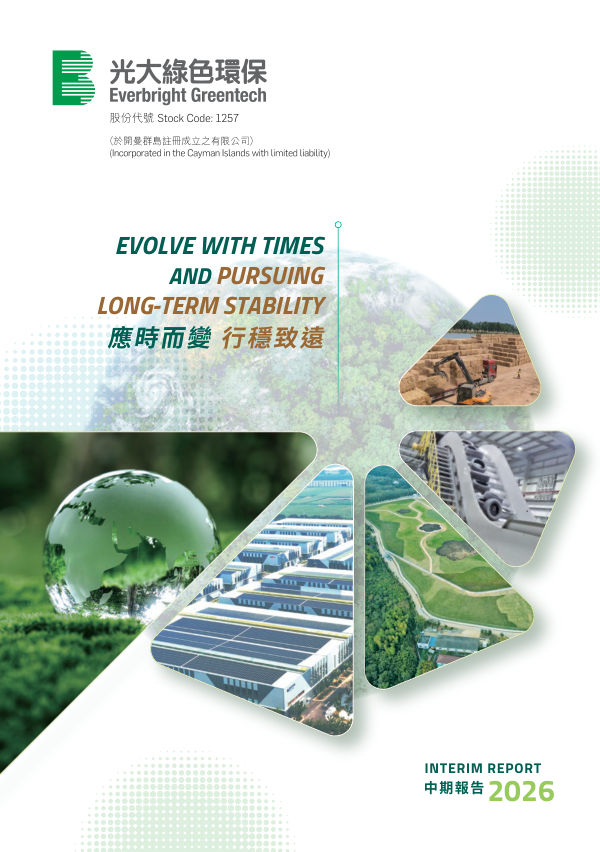 光大綠色環保
Everbright Greentech
股份代號 Stock Code: 1257
(於開曼群島註冊成立之有限公司)
(Incorporated in the Cayman Islands with limited liability)
EVOLVE WITH TIMES
AND PURSUING
LONG-TERM STABILITY
應時而變 行穩致遠
INTERIM REPORT
中期報告 2026